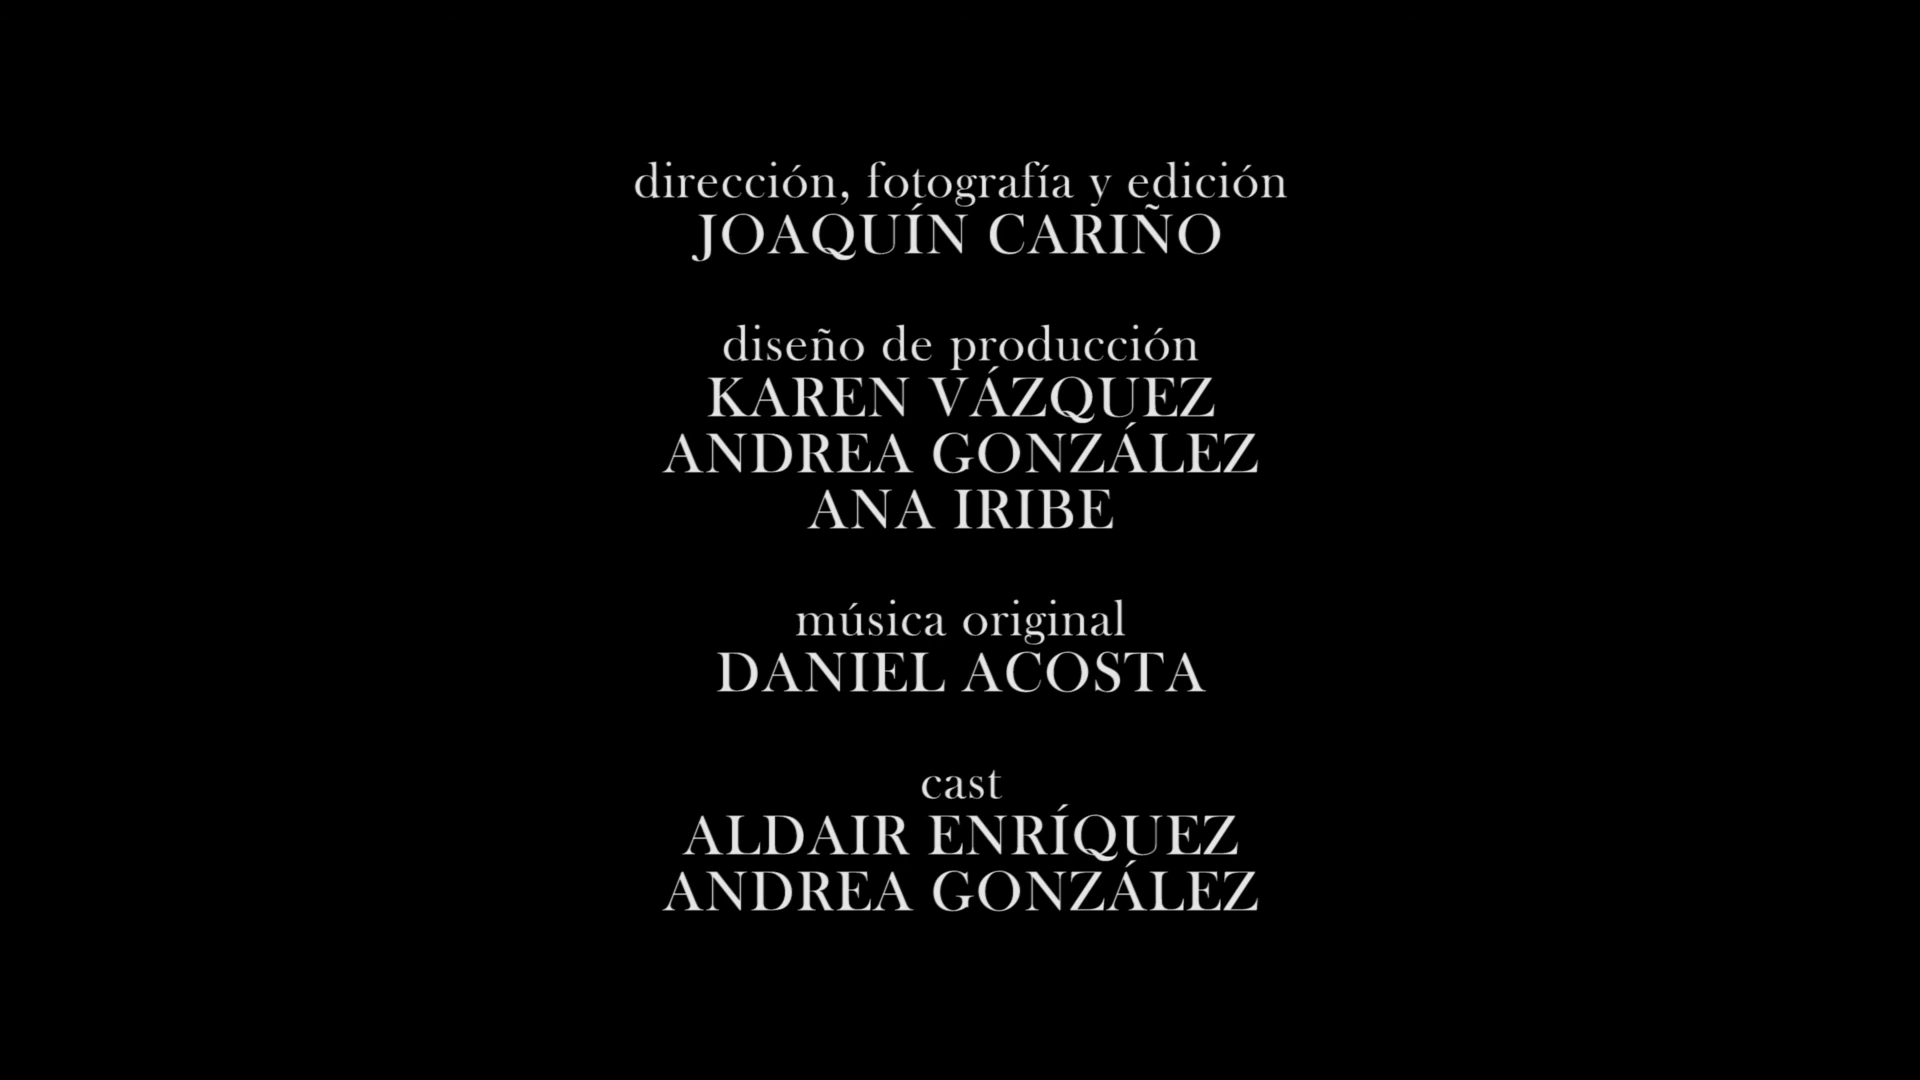 dirección, fotografía y edición
JOAQUÍN CARIÑO
diseño de producción
KAREN VÁZQUEZ
ANDREA GONZÁLEZ
ANA IRIBE
música original
DANIEL ACOSTA
cast
ALDAIR ENRÍQUEZ
ANDREA GONZÁLEZ